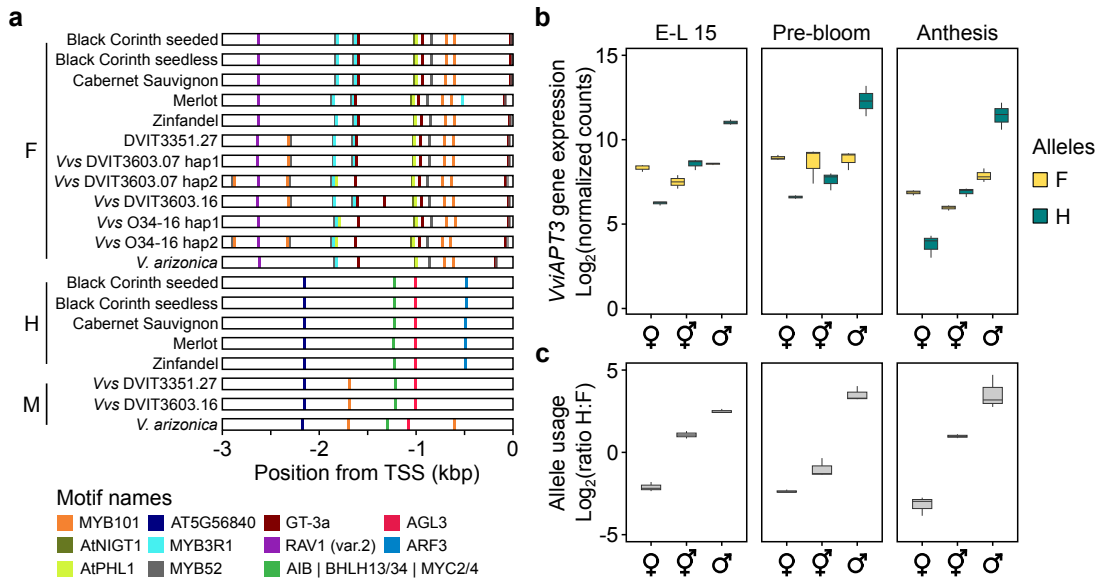 a
F
Black Corinth seeded
Black Corinth seedless
Cabernet Sauvignon
Merlot
Zinfandel
DVIT3351.27
Vvs DVIT3603.07 hap1
Vvs DVIT3603.07 hap2
Vvs DVIT3603.16
Vvs O34-16 hap1
Vvs O34-16 hap2
V. arizonica
H
Black Corinth seeded
Black Corinth seedless
Cabernet Sauvignon
Merlot
Zinfandel
M
Vvs DVIT3351.27
Vvs DVIT3603.16
V. arizonica
-3 -2 -1 0
Position from TSS (kbp)
Motif names
MYB101 AT5G56840 GT-3a AGL3
AtNIGT1 MYB3R1 RAV1 (var.2) ARF3
AtPHL1 MYB52 AIB | BHLH13/34 | MYC2/4
b
E-L 15 Pre-bloom Anthesis
VviAPT3 gene expression
Log₂(normalized counts)
15
10
5
0
♀ ⚥ ♂ ♀ ⚥ ♂ ♀ ⚥ ♂
Alleles
F
H
c
Allele usage
Log₂(ratio H:F)
5
0
-5
♀ ⚥ ♂ ♀ ⚥ ♂ ♀ ⚥ ♂